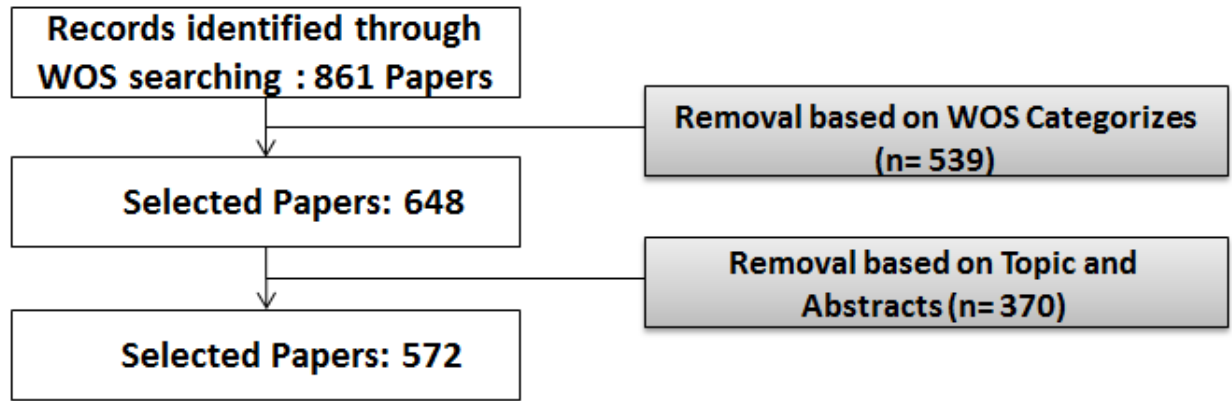 Records identified through
WOS searching : 861 Papers
Removal based on WOS Categorizes
(n= 539)
Selected Papers: 648
Removal based on Topic and
Abstracts (n= 370)
Selected Papers: 572